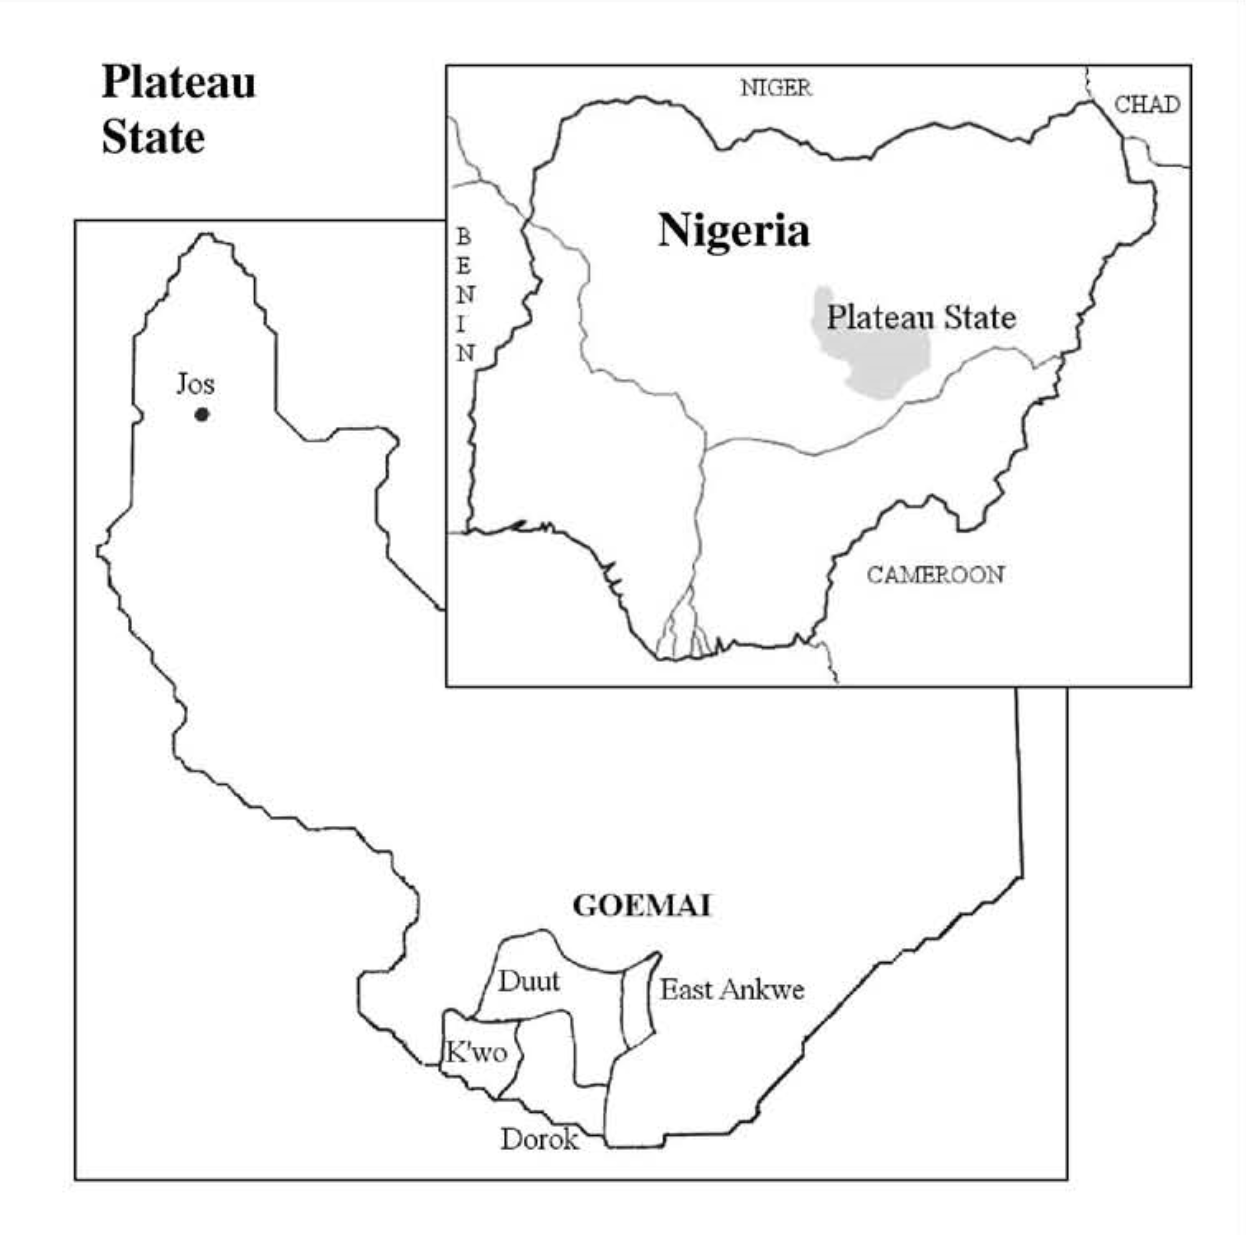 Plateau
State
NIGER
CHAD
Nigeria
BENIN
Plateau State
Jos
CAMEROON
GOEMAI
Duut
East Ankwe
K'wo
Dorok